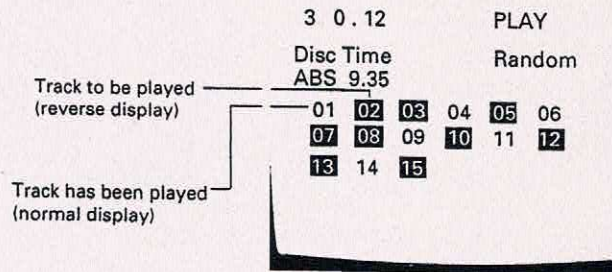 3 0.12 PLAY
Disc Time Random
ABS 9.35
Track to be played
(reverse display)
01 02 03 04 05 06
07 08 09 10 11 12
13 14 15
Track has been played
(normal display)